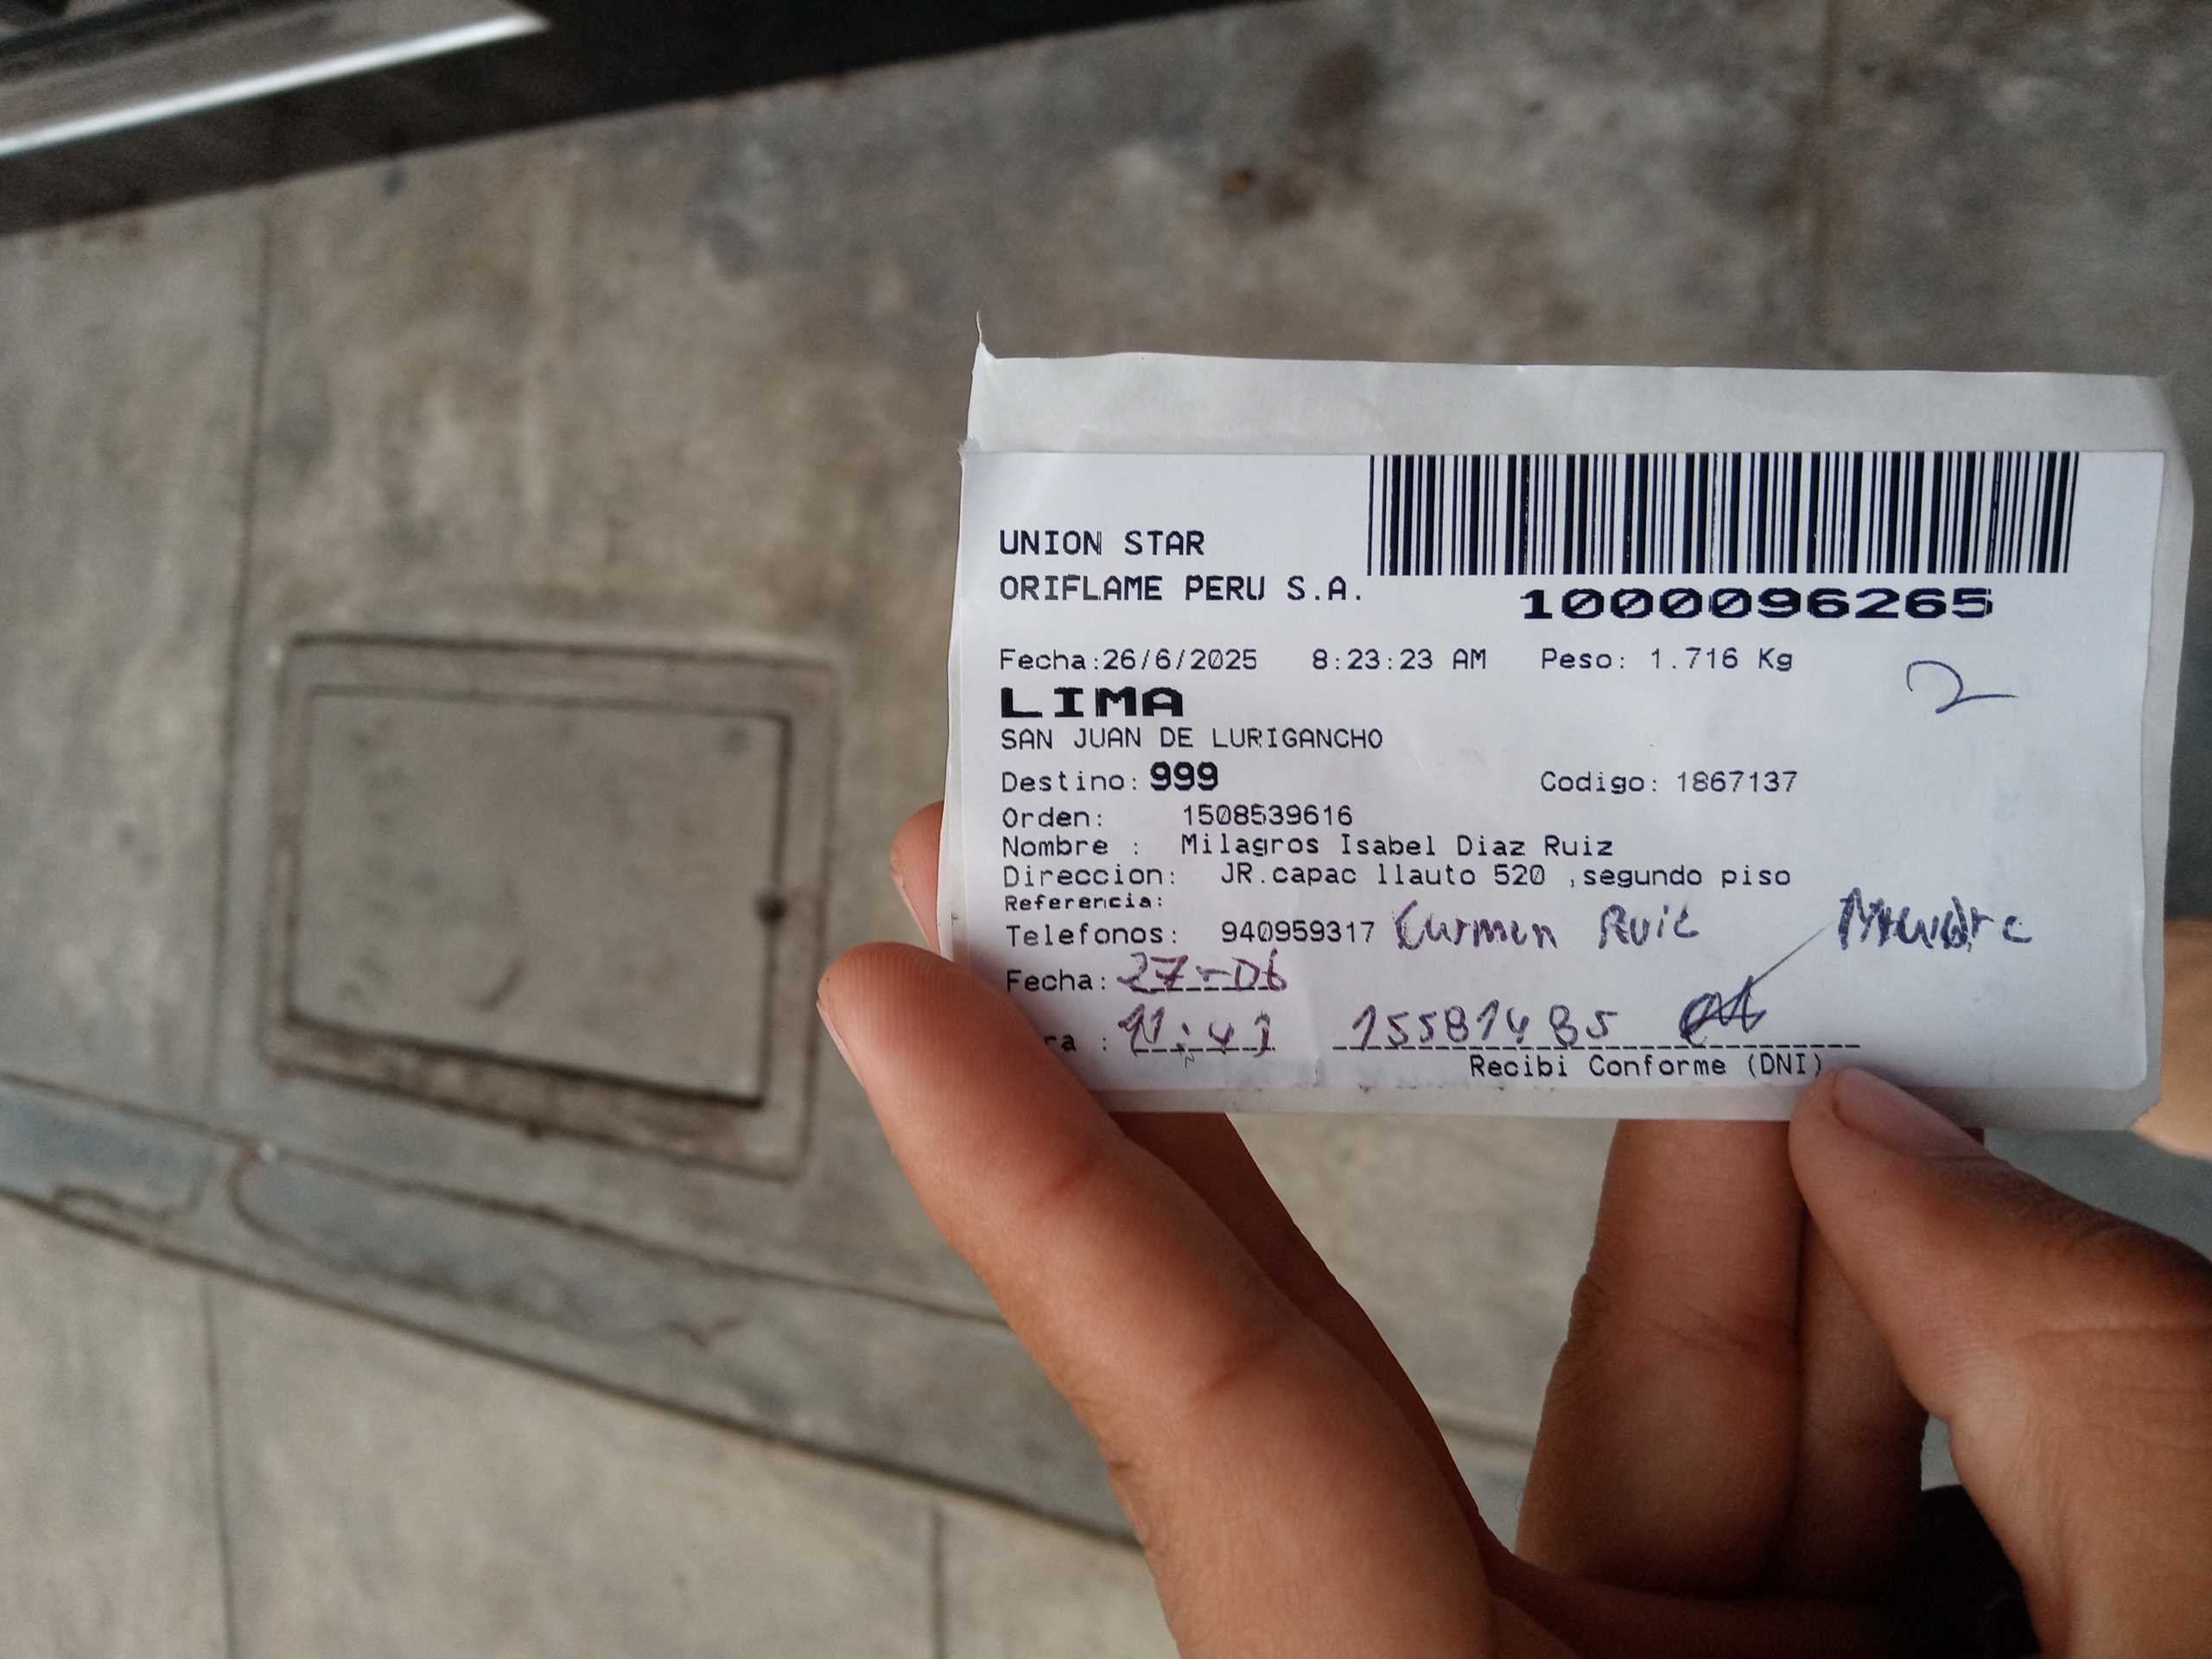 UNION STAR
ORIFLAME PERU S.A.
1000096265
Fecha:26/6/2025 8:23:23 AM Peso: 1.716 Kg
2
LIMA
SAN JUAN DE LURIGANCHO
Destino: 999 Codigo: 1867137
Orden: 1508539616
Nombre : Milagros Isabel Diaz Ruiz
Direccion: JR.capac llauto 520 ,segundo piso
Referencia:
Telefonos: 940959317 Carmen Ruiz
Fecha: 27-06
ra : 11:41 15581485
Recibi Conforme (DNI)